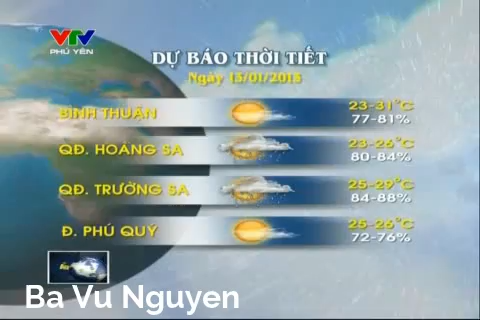 VTV
PHÚ YÊN
DỰ BÁO THỜI TIẾT
Ngày 15/01/2015
BÌNH THUẬN 23-31°C
77-81%
QĐ. HOÀNG SA 23-26°C
80-84%
QĐ. TRƯỜNG SA 25-29°C
84-88%
Đ. PHÚ QUÝ 25-26°C
72-76%
Ba Vu Nguyen